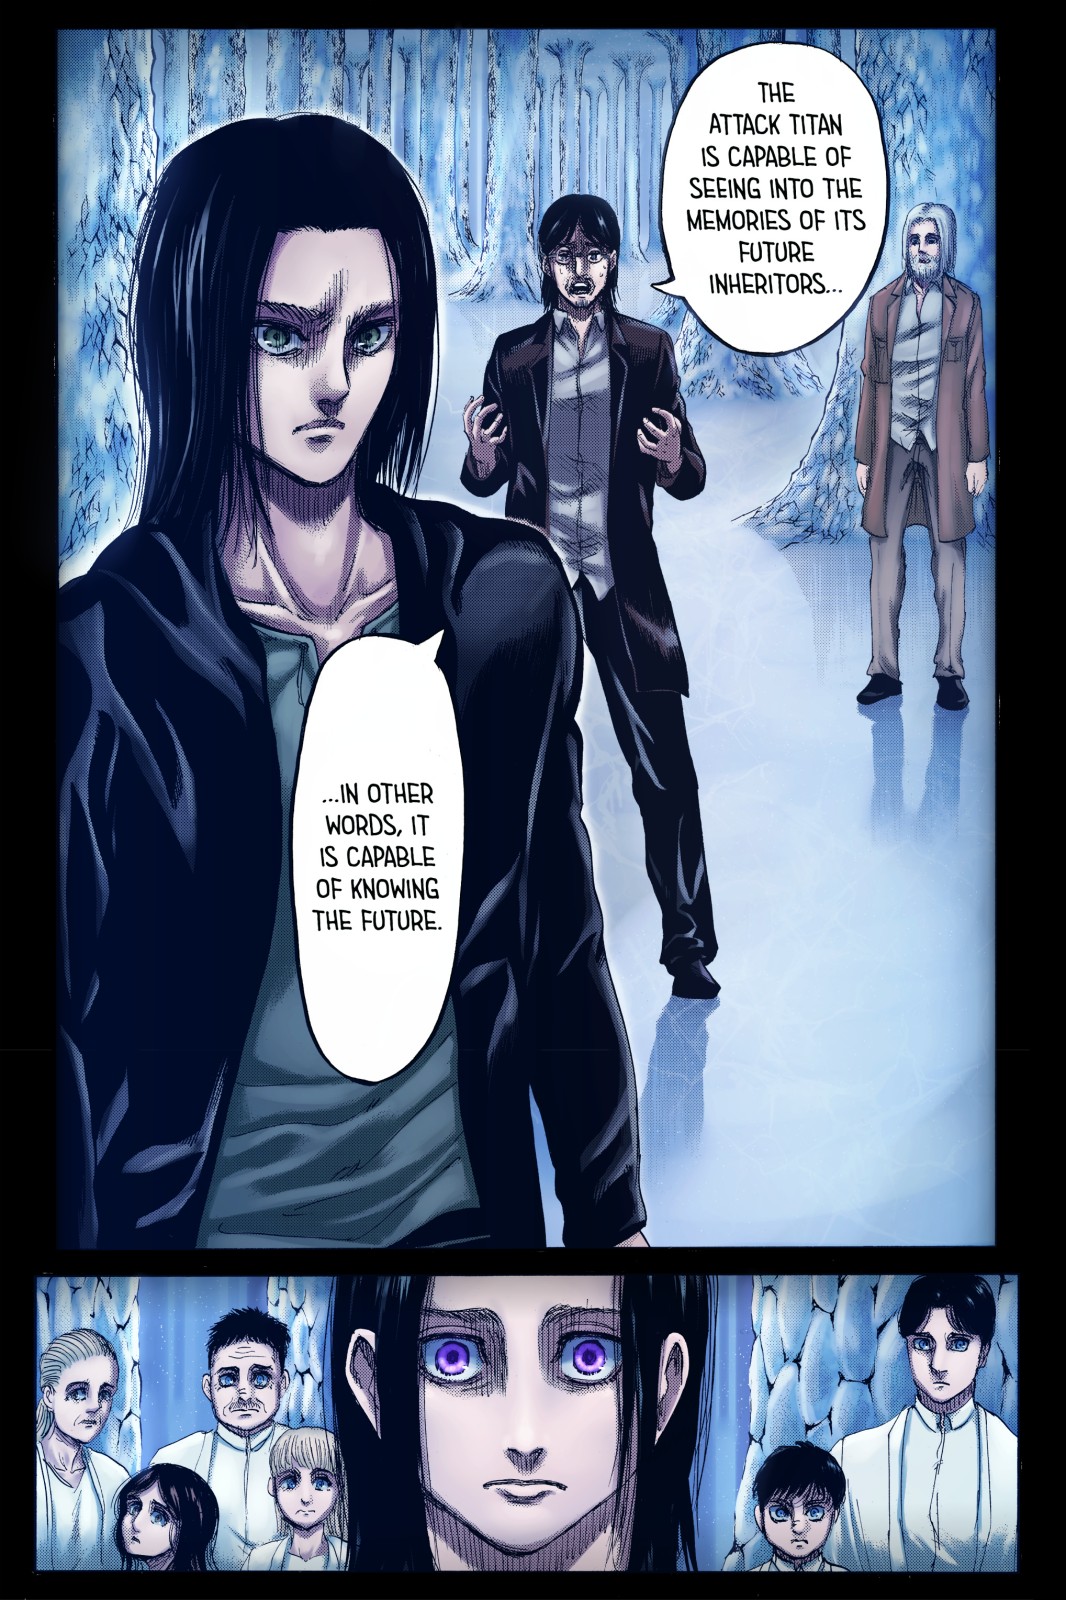 THE
ATTACK TITAN
IS CAPABLE OF
SEEING INTO THE
MEMORIES OF ITS
FUTURE
INHERITORS...
...IN OTHER
WORDS, IT
IS CAPABLE
OF KNOWING
THE FUTURE.